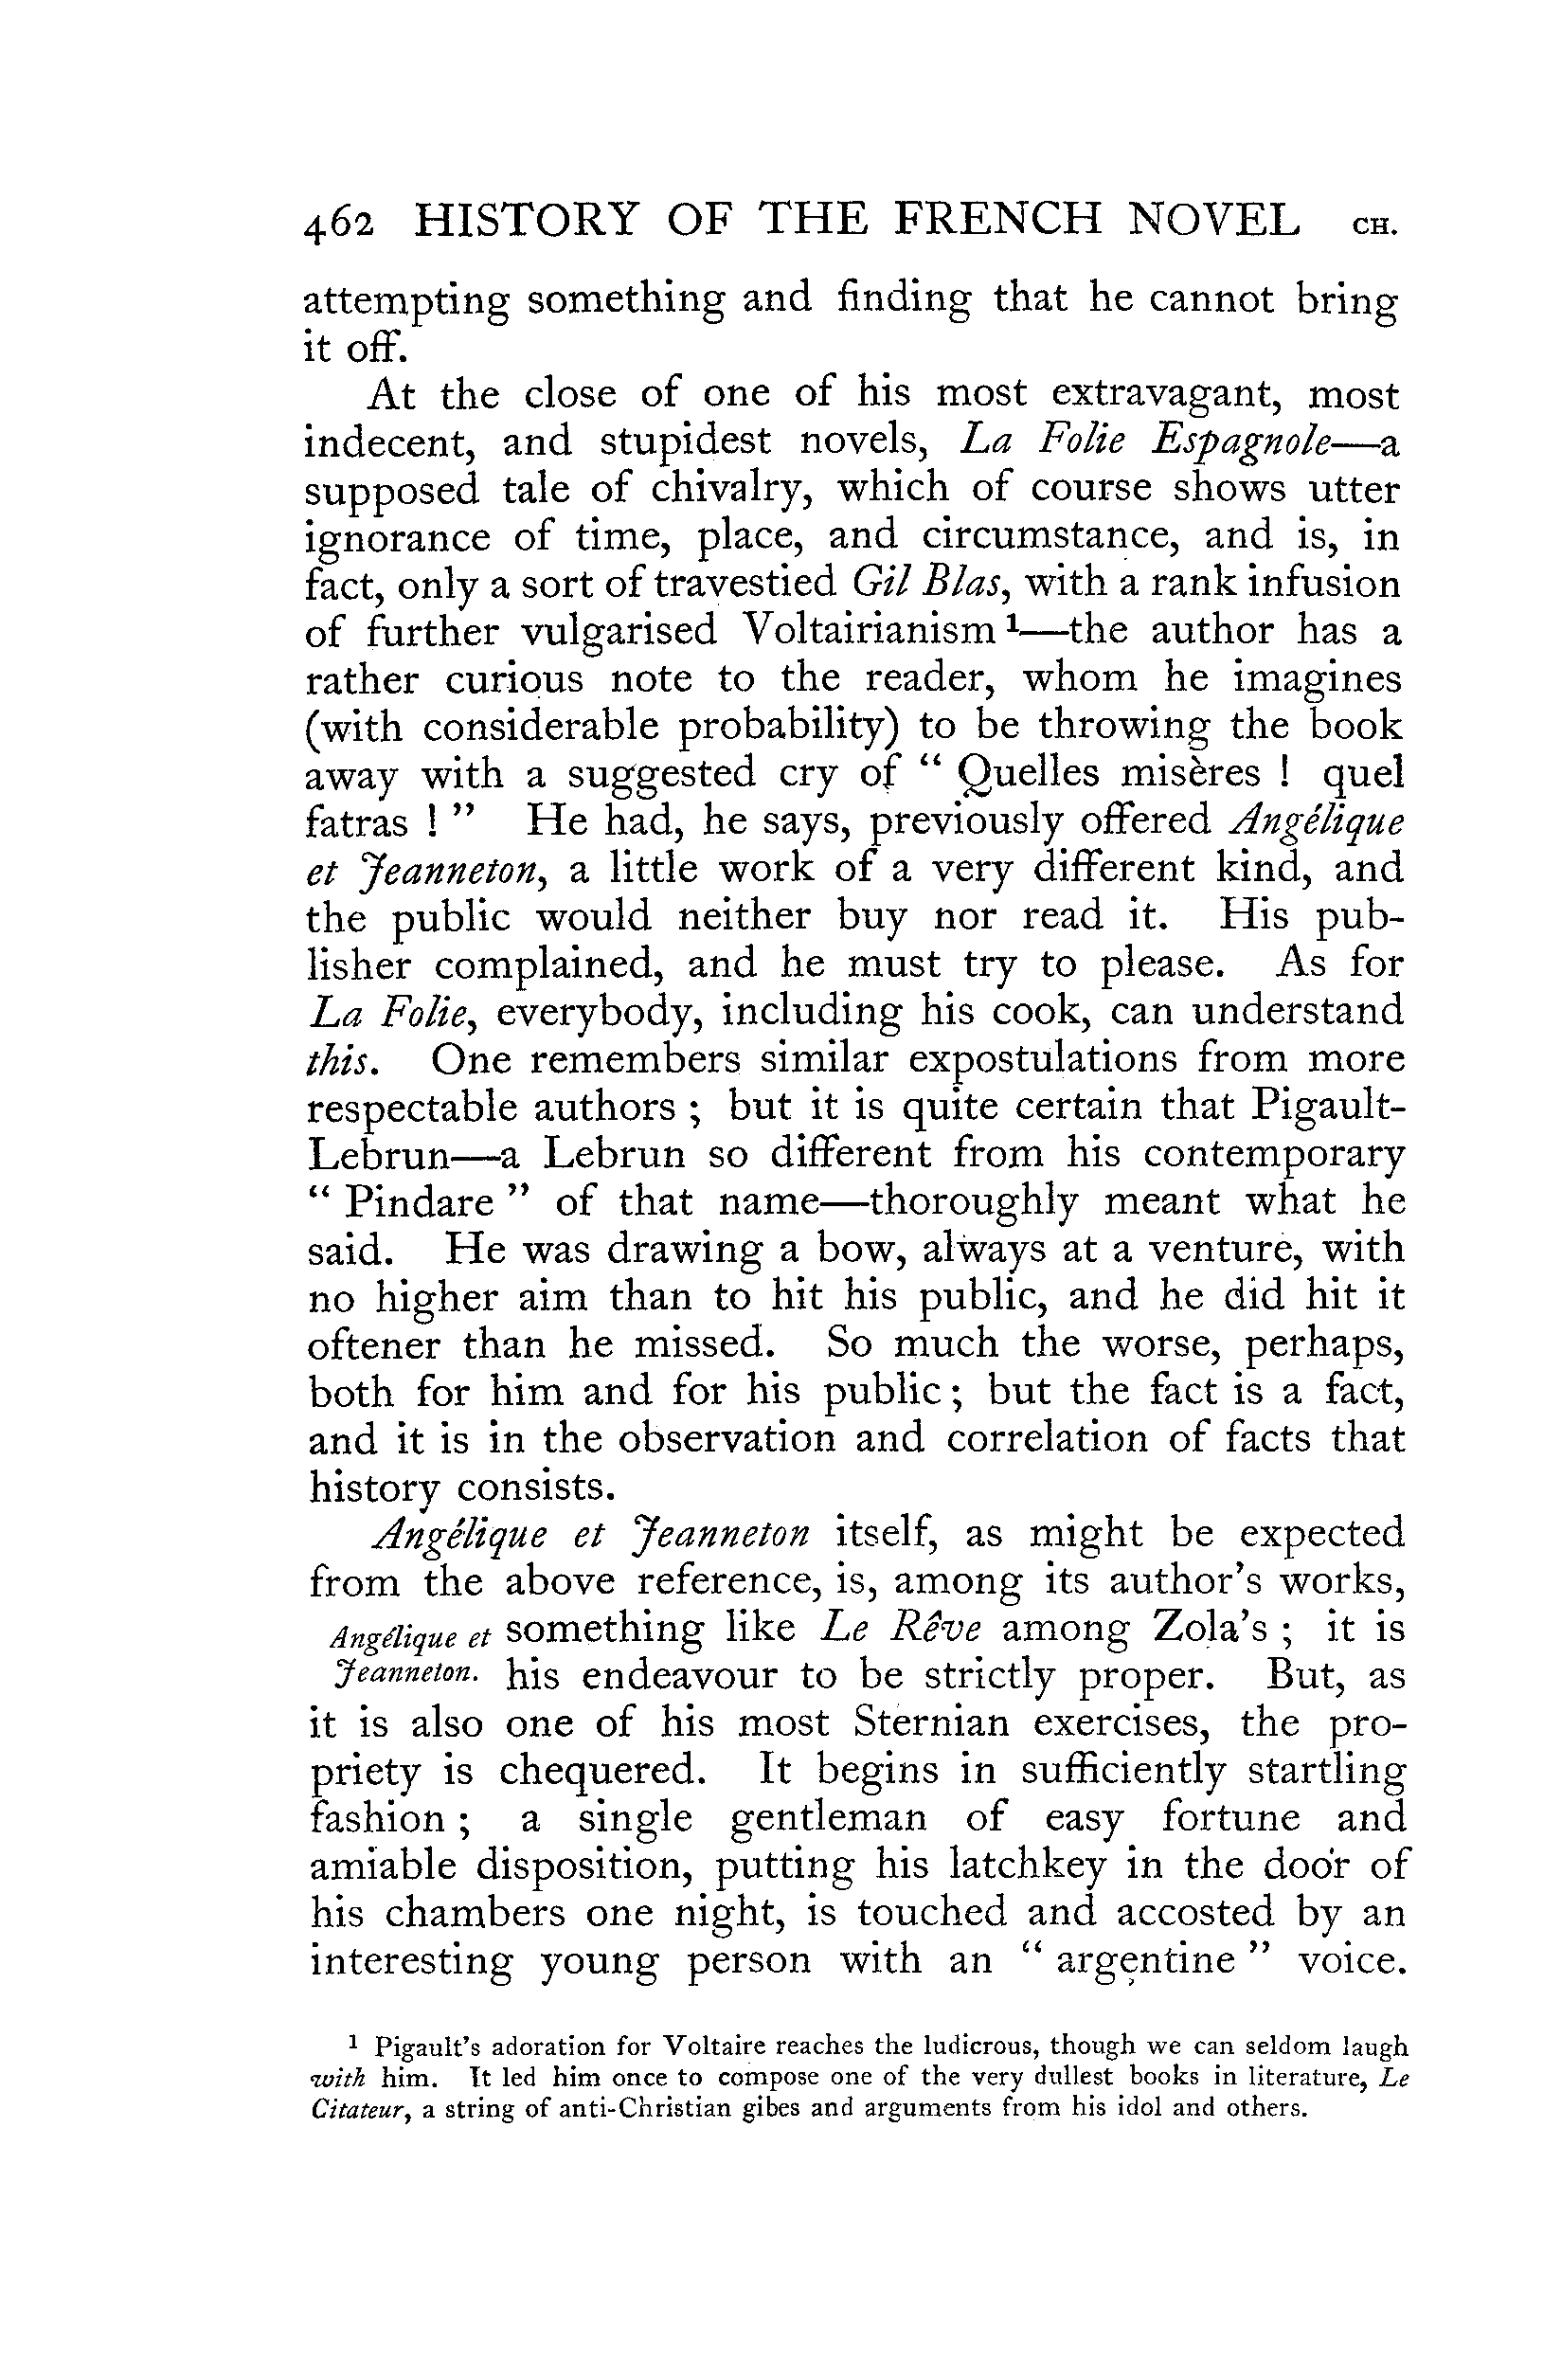 462 HISTORY OF THE FRENCH NOVEL CH.
attempting something and finding that he cannot bring
it off.
At the close of one of his most extravagant, most
indecent, and stupidest novels, La Folie Espagnole—a
supposed tale of chivalry, which of course shows utter
ignorance of time, place, and circumstance, and is, in
fact, only a sort of travestied Gil Blas, with a rank infusion
of further vulgarised Voltairianism ¹—the author has a
rather curious note to the reader, whom he imagines
(with considerable probability) to be throwing the book
away with a suggested cry of “ Quelles misères ! quel
fatras ! ” He had, he says, previously offered Angélique
et Jeanneton, a little work of a very different kind, and
the public would neither buy nor read it. His pub-
lisher complained, and he must try to please. As for
La Folie, everybody, including his cook, can understand
this. One remembers similar expostulations from more
respectable authors ; but it is quite certain that Pigault-
Lebrun—a Lebrun so different from his contemporary
“ Pindare ” of that name—thoroughly meant what he
said. He was drawing a bow, always at a venture, with
no higher aim than to hit his public, and he did hit it
oftener than he missed. So much the worse, perhaps,
both for him and for his public ; but the fact is a fact,
and it is in the observation and correlation of facts that
history consists.
Angélique et Jeanneton itself, as might be expected
from the above reference, is, among its author’s works,
Angélique et something like Le Rêve among Zola’s ; it is
Jeanneton. his endeavour to be strictly proper. But, as
it is also one of his most Sternian exercises, the pro-
priety is chequered. It begins in sufficiently startling
fashion ; a single gentleman of easy fortune and
amiable disposition, putting his latchkey in the door of
his chambers one night, is touched and accosted by an
interesting young person with an “ argentine ” voice.
¹ Pigault’s adoration for Voltaire reaches the ludicrous, though we can seldom laugh
with him. It led him once to compose one of the very dullest books in literature, Le
Citateur, a string of anti-Christian gibes and arguments from his idol and others.